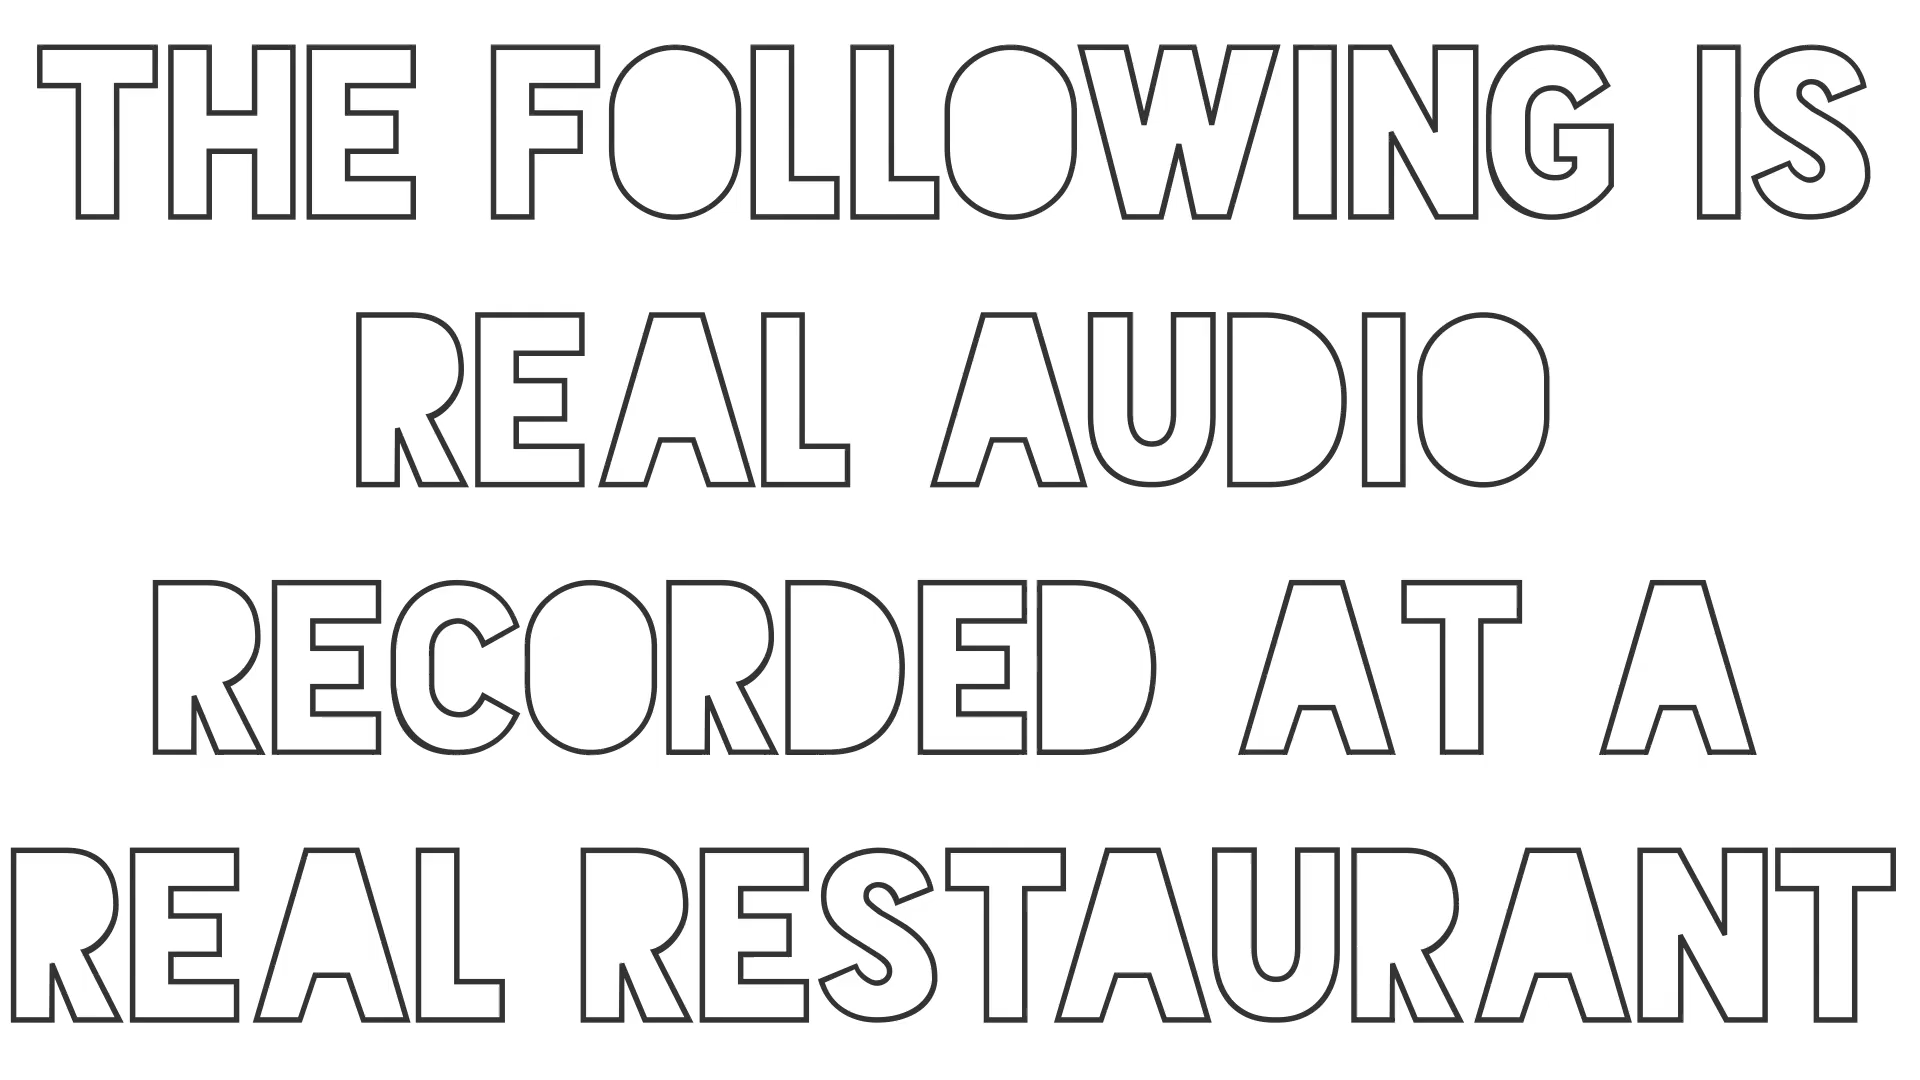 THE FOLLOWING IS
REAL AUDIO
RECORDED AT A
REAL RESTAURANT